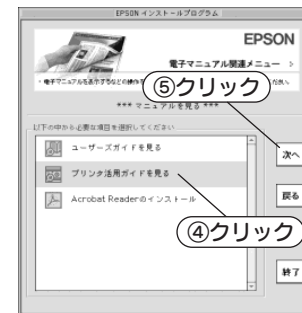 EPSON インストールプログラム
EPSON
電子マニュアル関連メニュー >
⑤クリック
*** マニュアルを見る ***
以下の中から必要な項目を選択してください
ユーザーズガイドを見る
次へ
プリンタ活用ガイドを見る
Acrobat Readerのインストール
戻る
④クリック
終了